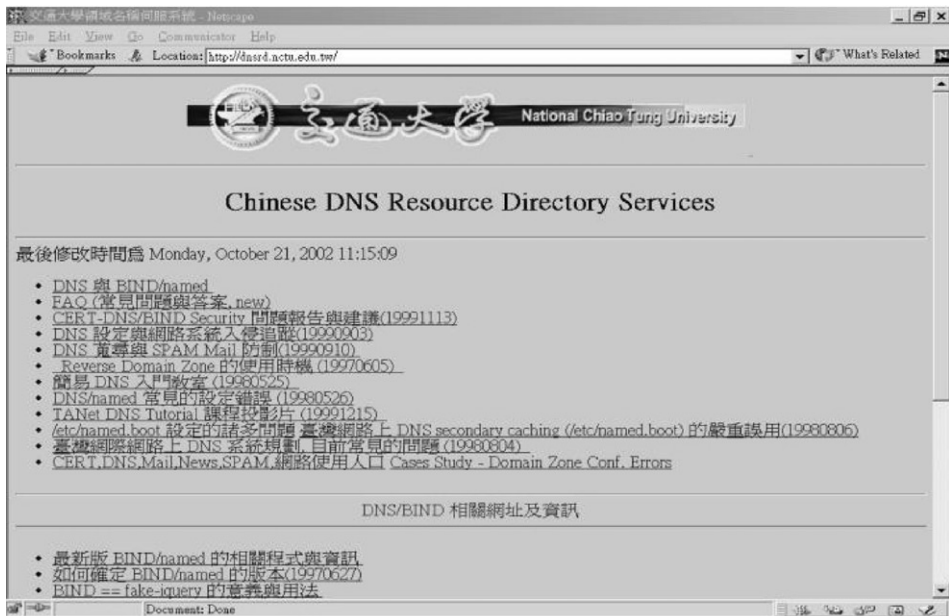 交通大學領域名稱伺服系統 - Netscape
File Edit View Go Communicator Help
Bookmarks Location: http://dnsrd.nctu.edu.tw/ What's Related
交通大學 National Chiao Tung University
Chinese DNS Resource Directory Services
最後修改時間為 Monday, October 21, 2002 11:15:09
DNS 與 BIND/named
FAQ (常見問題與答案, new)
CERT-DNS/BIND Security 問題報告與建議(19991113)
DNS 設定與網路系統入侵追蹤(19990903)
DNS 蒐尋與 SPAM Mail 防制(19990910)
Reverse Domain Zone 的使用時機 (19970605)
簡易 DNS 入門教室 (19980525)
DNS/named 常見的設定錯誤 (19980526)
TANet DNS Tutorial 課程投影片 (19991215)
/etc/named.boot 設定的諸多問題 臺灣網路上 DNS secondary caching (/etc/named.boot) 的嚴重誤用(19980806)
臺灣網際網路上 DNS 系統規劃, 目前常見的問題 (19980804)
CERT,DNS,Mail,News,SPAM,網路使用人口 Cases Study - Domain Zone Conf. Errors
DNS/BIND 相關網址及資訊
最新版 BIND/named 的相關程式與資訊
如何確定 BIND/named 的版本(19970627)
BIND == fake-iquery 的意義與用法
Document: Done